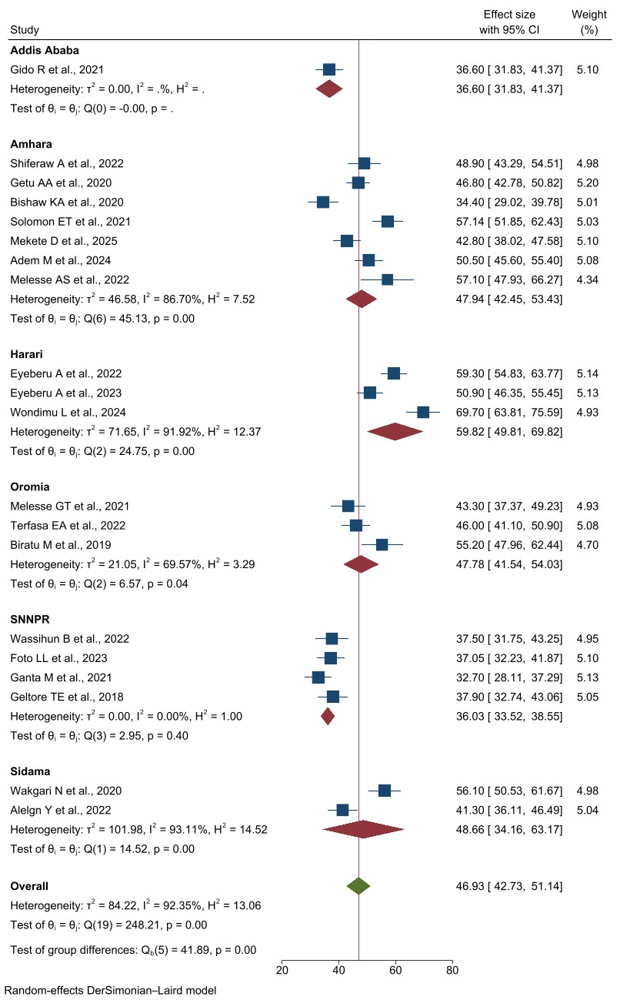 Effect size Weight
Study with 95% CI (%)
Addis Ababa
Gido R et al., 2021 36.60 [ 31.83, 41.37] 5.10
Heterogeneity: τ² = 0.00, I² = .%, H² = . 36.60 [ 31.83, 41.37]
Test of θᵢ = θⱼ: Q(0) = -0.00, p = .
Amhara
Shiferaw A et al., 2022 48.90 [ 43.29, 54.51] 4.98
Getu AA et al., 2020 46.80 [ 42.78, 50.82] 5.20
Bishaw KA et al., 2020 34.40 [ 29.02, 39.78] 5.01
Solomon ET et al., 2021 57.14 [ 51.85, 62.43] 5.03
Mekete D et al., 2025 42.80 [ 38.02, 47.58] 5.10
Adem M et al., 2024 50.50 [ 45.60, 55.40] 5.08
Melesse AS et al., 2022 57.10 [ 47.93, 66.27] 4.34
Heterogeneity: τ² = 46.58, I² = 86.70%, H² = 7.52 47.94 [ 42.45, 53.43]
Test of θᵢ = θⱼ: Q(6) = 45.13, p = 0.00
Harari
Eyeberu A et al., 2022 59.30 [ 54.83, 63.77] 5.14
Eyeberu A et al., 2023 50.90 [ 46.35, 55.45] 5.13
Wondimu L et al., 2024 69.70 [ 63.81, 75.59] 4.93
Heterogeneity: τ² = 71.65, I² = 91.92%, H² = 12.37 59.82 [ 49.81, 69.82]
Test of θᵢ = θⱼ: Q(2) = 24.75, p = 0.00
Oromia
Melesse GT et al., 2021 43.30 [ 37.37, 49.23] 4.93
Terfasa EA et al., 2022 46.00 [ 41.10, 50.90] 5.08
Biratu M et al., 2019 55.20 [ 47.96, 62.44] 4.70
Heterogeneity: τ² = 21.05, I² = 69.57%, H² = 3.29 47.78 [ 41.54, 54.03]
Test of θᵢ = θⱼ: Q(2) = 6.57, p = 0.04
SNNPR
Wassihun B et al., 2022 37.50 [ 31.75, 43.25] 4.95
Foto LL et al., 2023 37.05 [ 32.23, 41.87] 5.10
Ganta M et al., 2021 32.70 [ 28.11, 37.29] 5.13
Geltore TE et al., 2018 37.90 [ 32.74, 43.06] 5.05
Heterogeneity: τ² = 0.00, I² = 0.00%, H² = 1.00 36.03 [ 33.52, 38.55]
Test of θᵢ = θⱼ: Q(3) = 2.95, p = 0.40
Sidama
Wakgari N et al., 2020 56.10 [ 50.53, 61.67] 4.98
Alelgn Y et al., 2022 41.30 [ 36.11, 46.49] 5.04
Heterogeneity: τ² = 101.98, I² = 93.11%, H² = 14.52 48.66 [ 34.16, 63.17]
Test of θᵢ = θⱼ: Q(1) = 14.52, p = 0.00
Overall 46.93 [ 42.73, 51.14]
Heterogeneity: τ² = 84.22, I² = 92.35%, H² = 13.06
Test of θᵢ = θⱼ: Q(19) = 248.21, p = 0.00
Test of group differences: Q_b(5) = 41.89, p = 0.00
20 40 60 80
Random-effects DerSimonian–Laird model